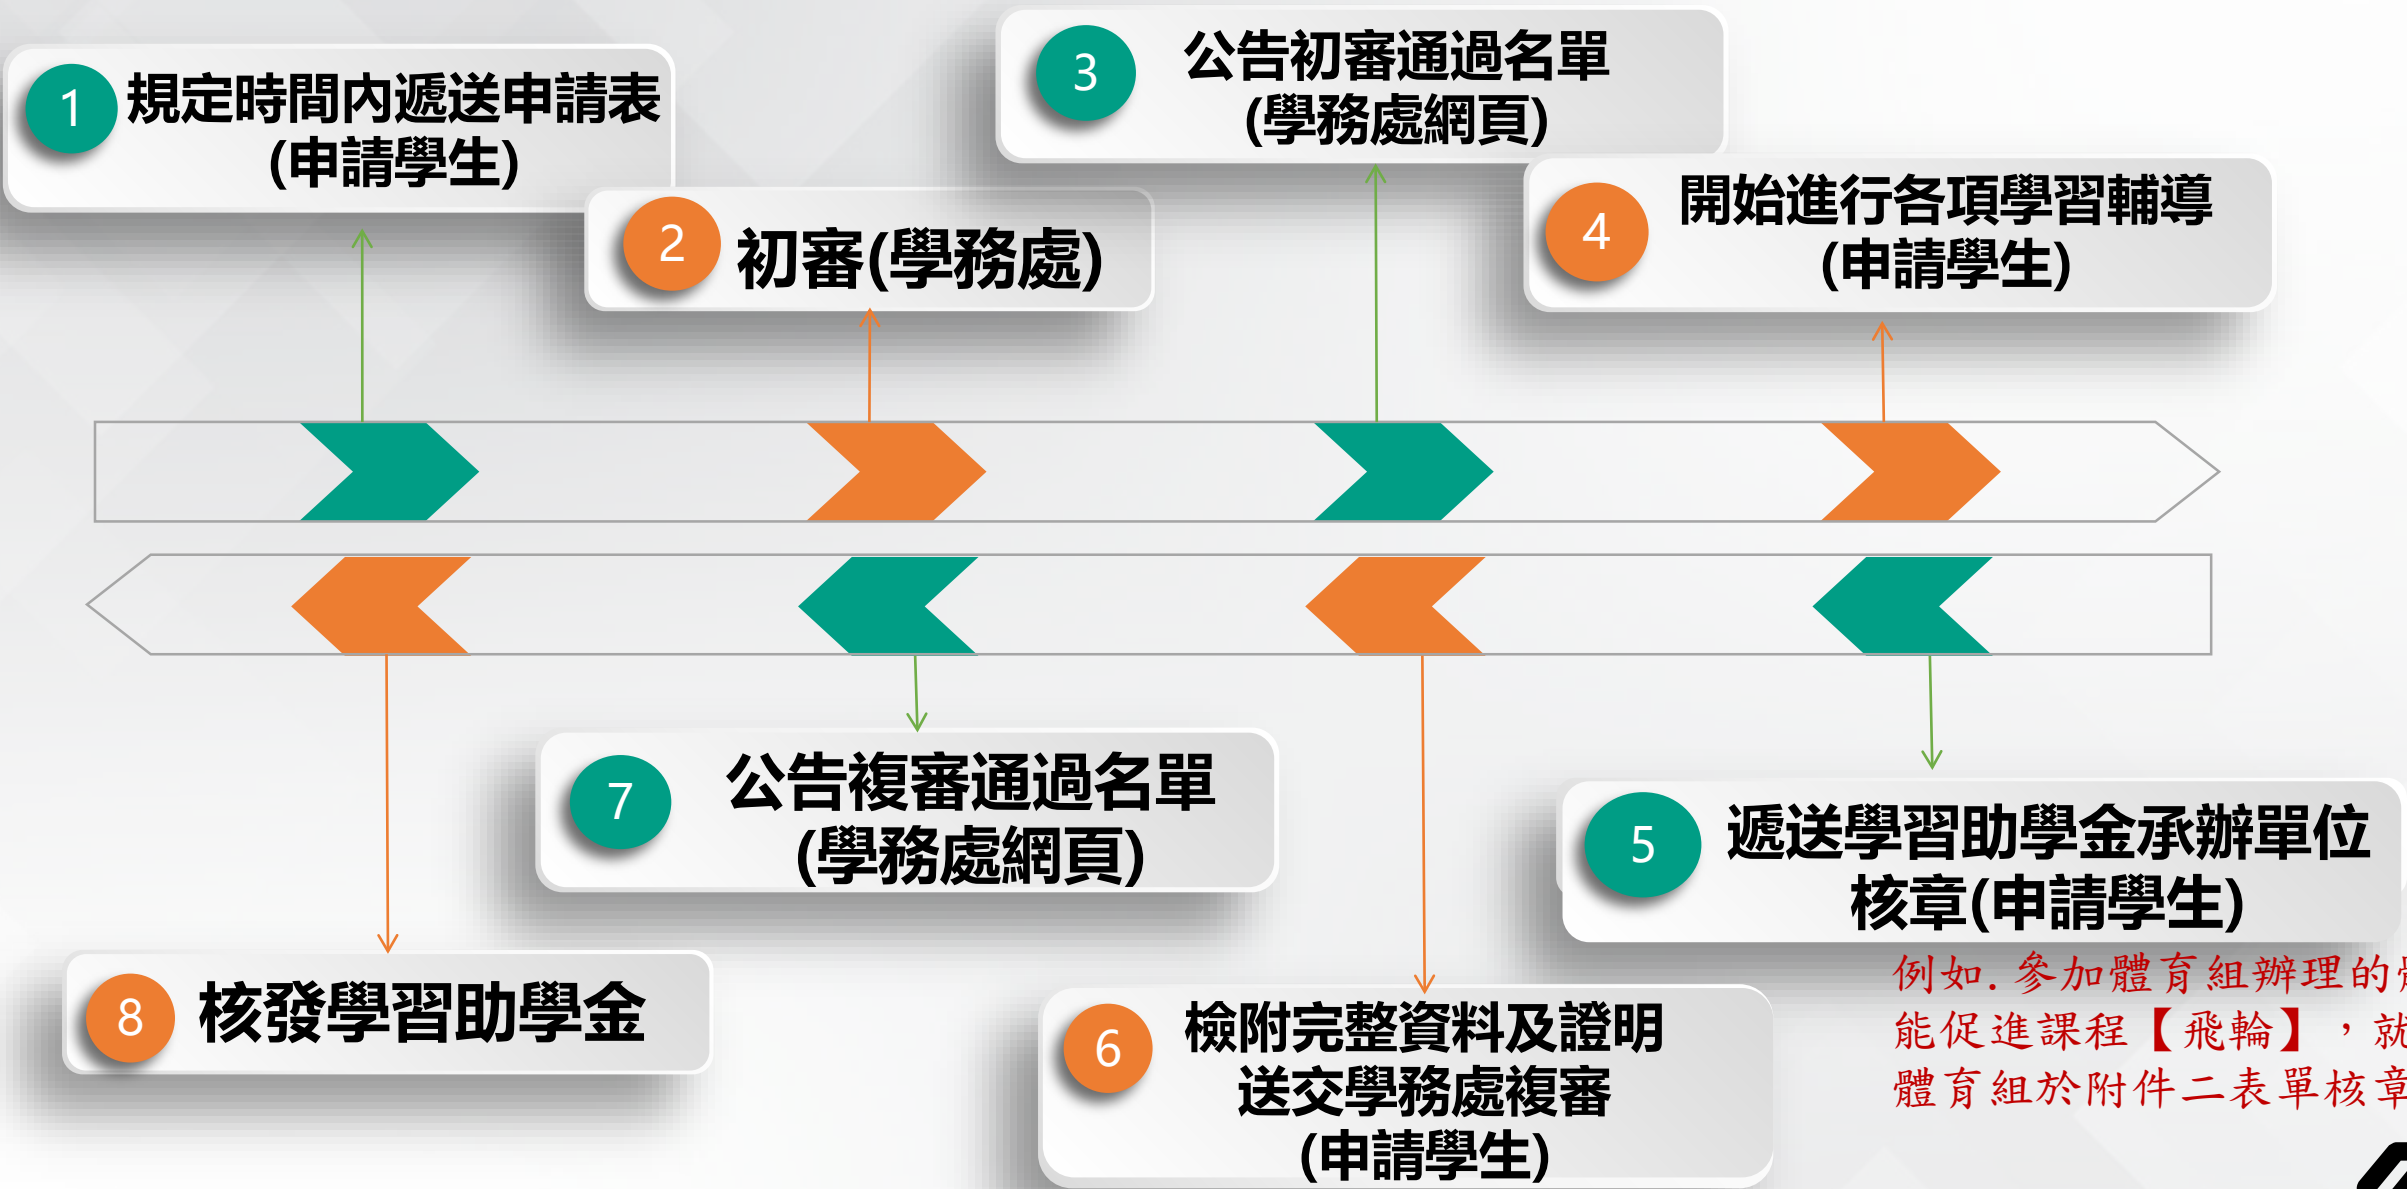 1
規定時間內遞送申請表
(申請學生)
2
初審(學務處)
3
公告初審通過名單
(學務處網頁)
4
開始進行各項學習輔導
(申請學生)
5
遞送學習助學金承辦單位
核章(申請學生)
例如.參加體育組辦理的
能促進課程【飛輪】，就
體育組於附件二表單核章
6
檢附完整資料及證明
送交學務處複審
(申請學生)
7
公告複審通過名單
(學務處網頁)
8
核發學習助學金